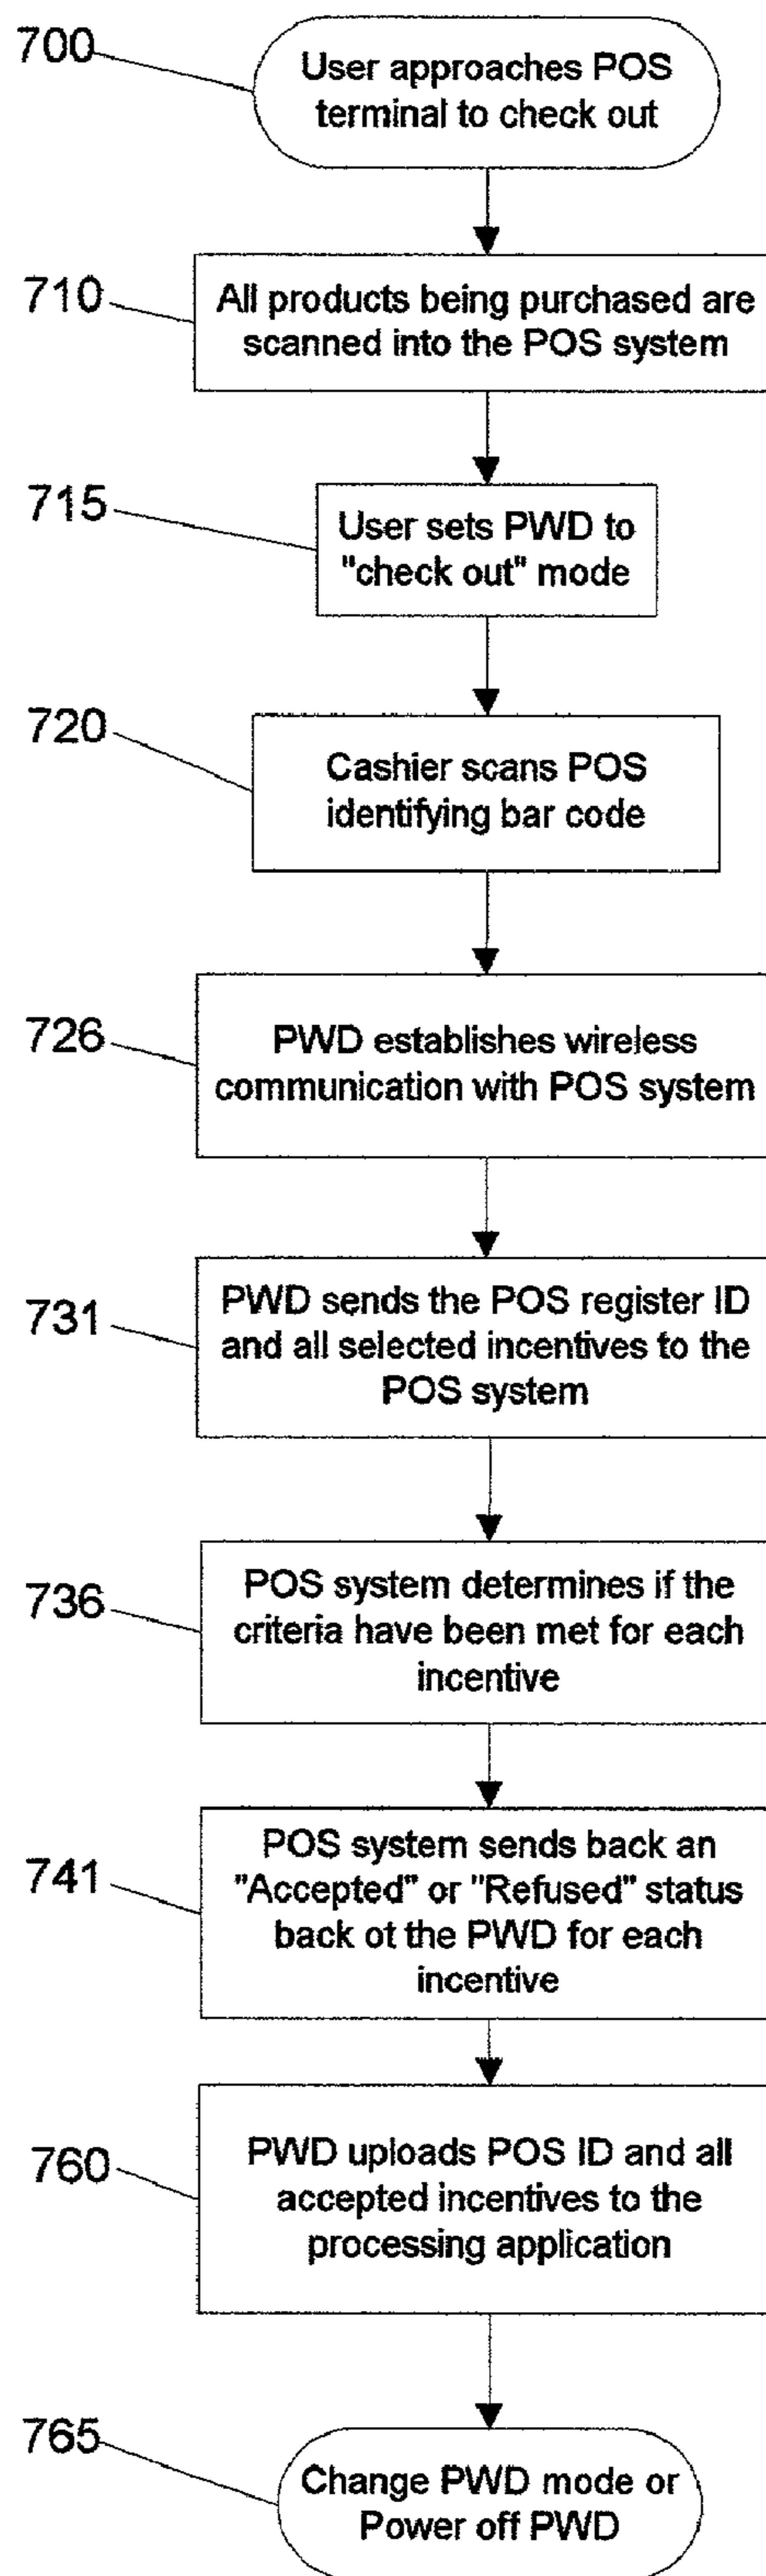 700
User approaches POS
terminal to check out
710
All products being purchased are
scanned into the POS system
715
User sets PWD to
"check out" mode
720
Cashier scans POS
identifying bar code
726
PWD establishes wireless
communication with POS system
731
PWD sends the POS register ID
and all selected incentives to the
POS system
736
POS system determines if the
criteria have been met for each
incentive
741
POS system sends back an
"Accepted" or "Refused" status
back ot the PWD for each
incentive
760
PWD uploads POS ID and all
accepted incentives to the
processing application
765
Change PWD mode or
Power off PWD